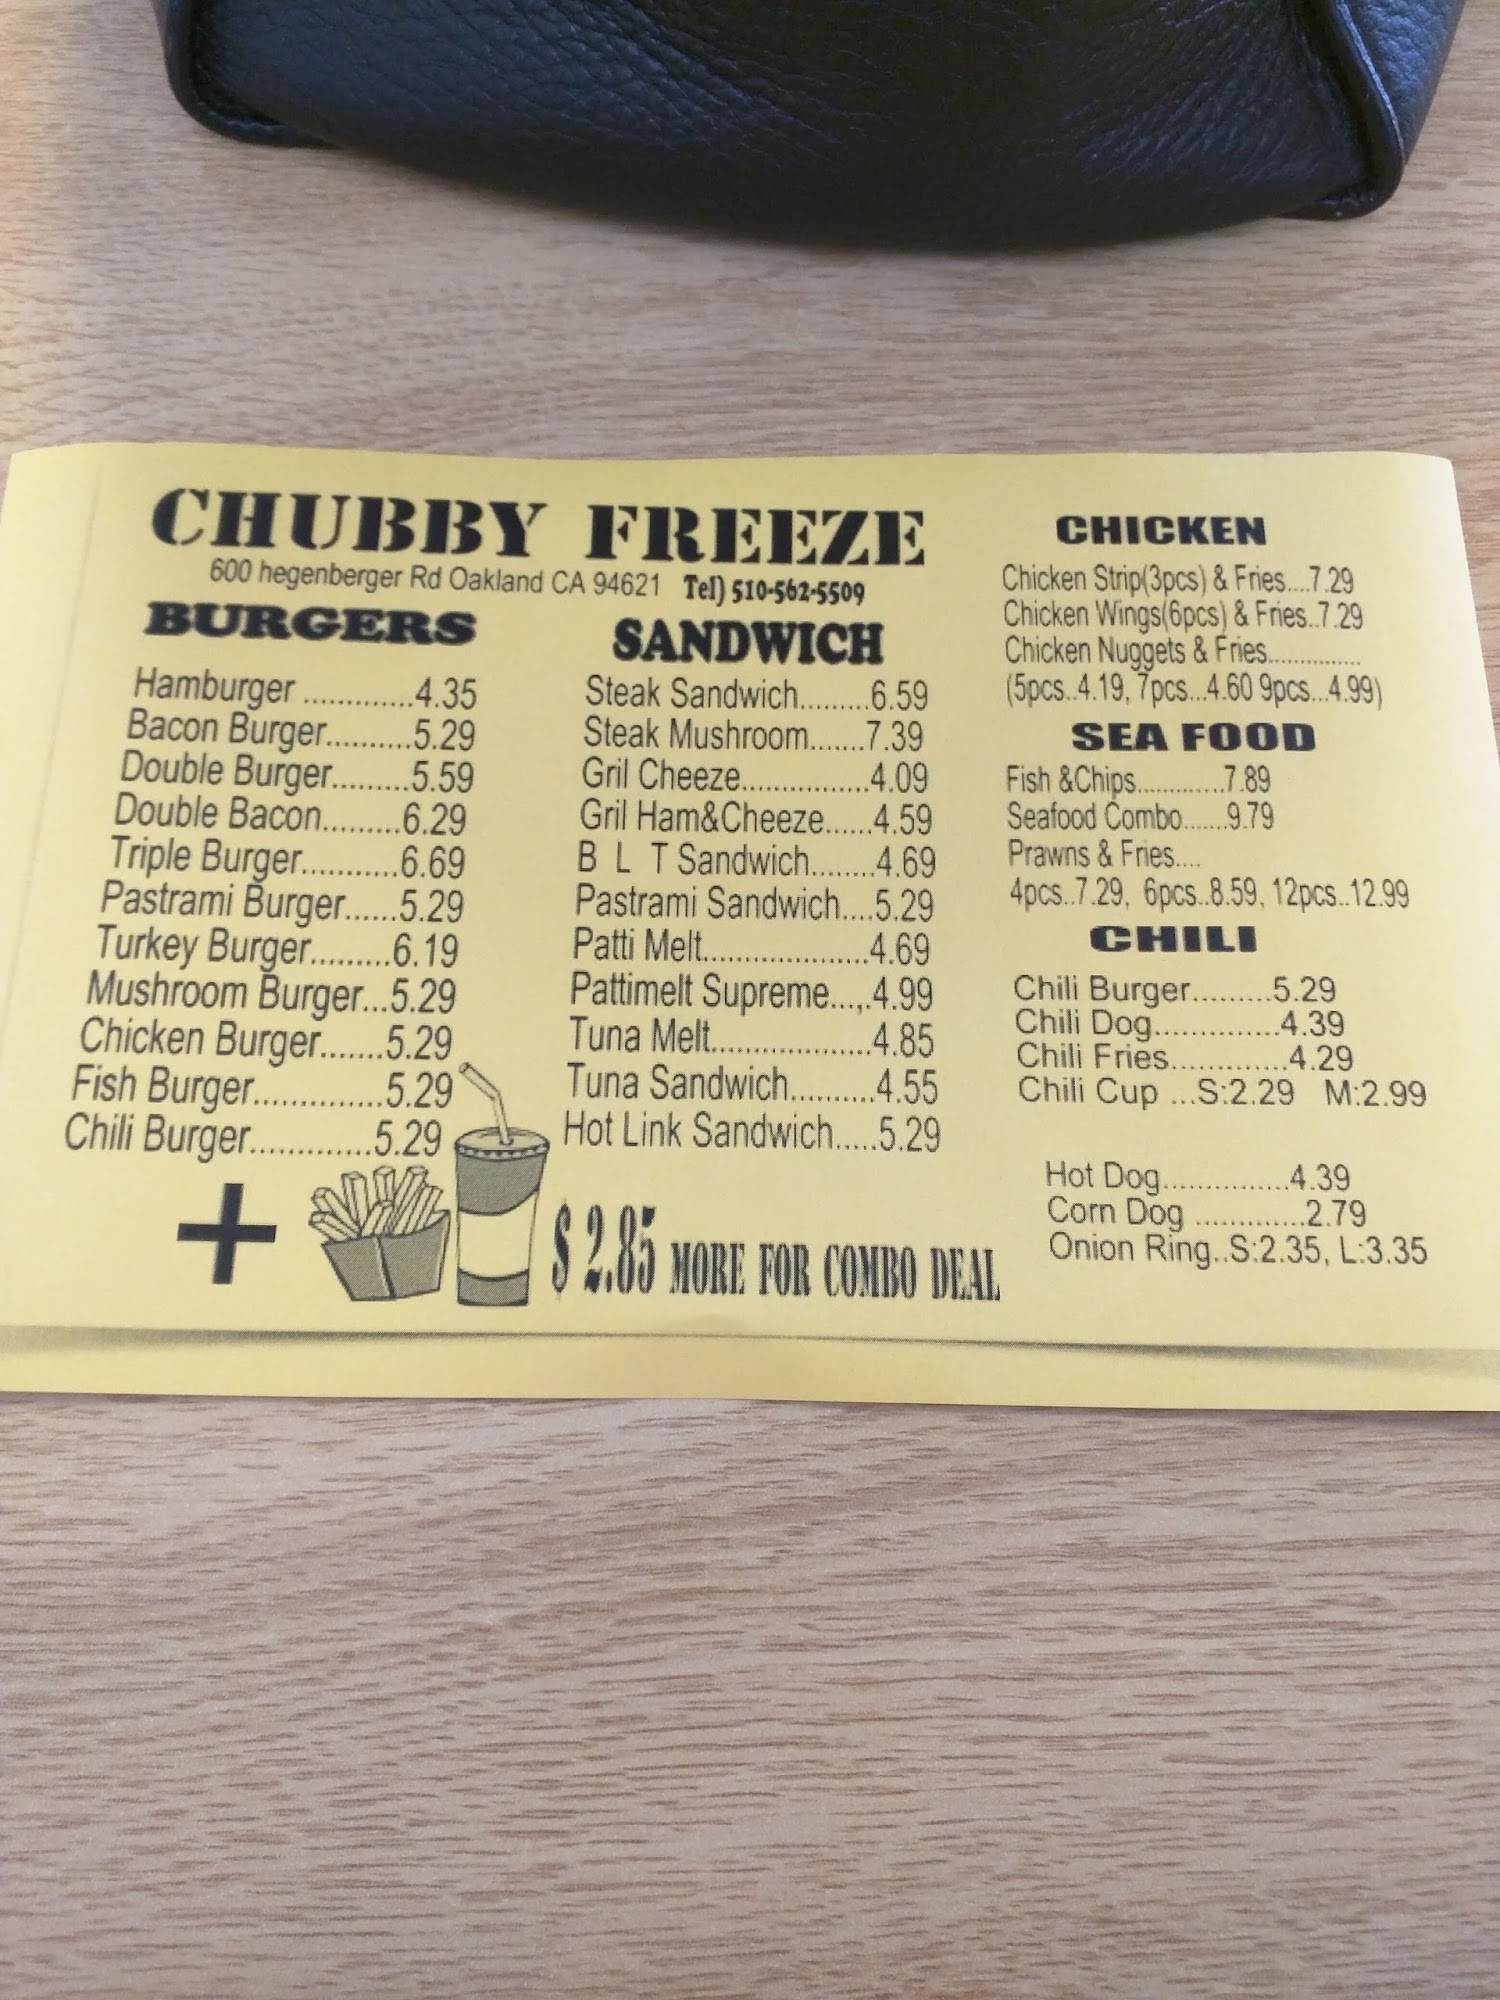 CHUBBY FREEZE
600 hegenberger Rd Oakland CA 94621 Tel) 510-562-5509
BURGERS
Hamburger ..............4.35
Bacon Burger...........5.29
Double Burger..........5.59
Double Bacon.........6.29
Triple Burger............6.69
Pastrami Burger......5.29
Turkey Burger.........6.19
Mushroom Burger...5.29
Chicken Burger.......5.29
Fish Burger...............5.29
Chili Burger..............5.29
+
SANDWICH
Steak Sandwich.........6.59
Steak Mushroom.......7.39
Gril Cheeze................4.09
Gril Ham&Cheeze......4.59
B L T Sandwich........4.69
Pastrami Sandwich....5.29
Patti Melt.....................4.69
Pattimelt Supreme...,.4.99
Tuna Melt....................4.85
Tuna Sandwich..........4.55
Hot Link Sandwich.....5.29
$ 2.85 MORE FOR COMBO DEAL
CHICKEN
Chicken Strip(3pcs) & Fries....7.29
Chicken Wings(6pcs) & Fries..7.29
Chicken Nuggets & Fries...............
(5pcs..4.19, 7pcs...4.60 9pcs...4.99)
SEA FOOD
Fish &Chips.............7.89
Seafood Combo.......9.79
Prawns & Fries....
4pcs..7.29, 6pcs..8.59, 12pcs..12.99
CHILI
Chili Burger.........5.29
Chili Dog..............4.39
Chili Fries.............4.29
Chili Cup ...S:2.29 M:2.99
Hot Dog...............4.39
Corn Dog .............2.79
Onion Ring..S:2.35, L:3.35